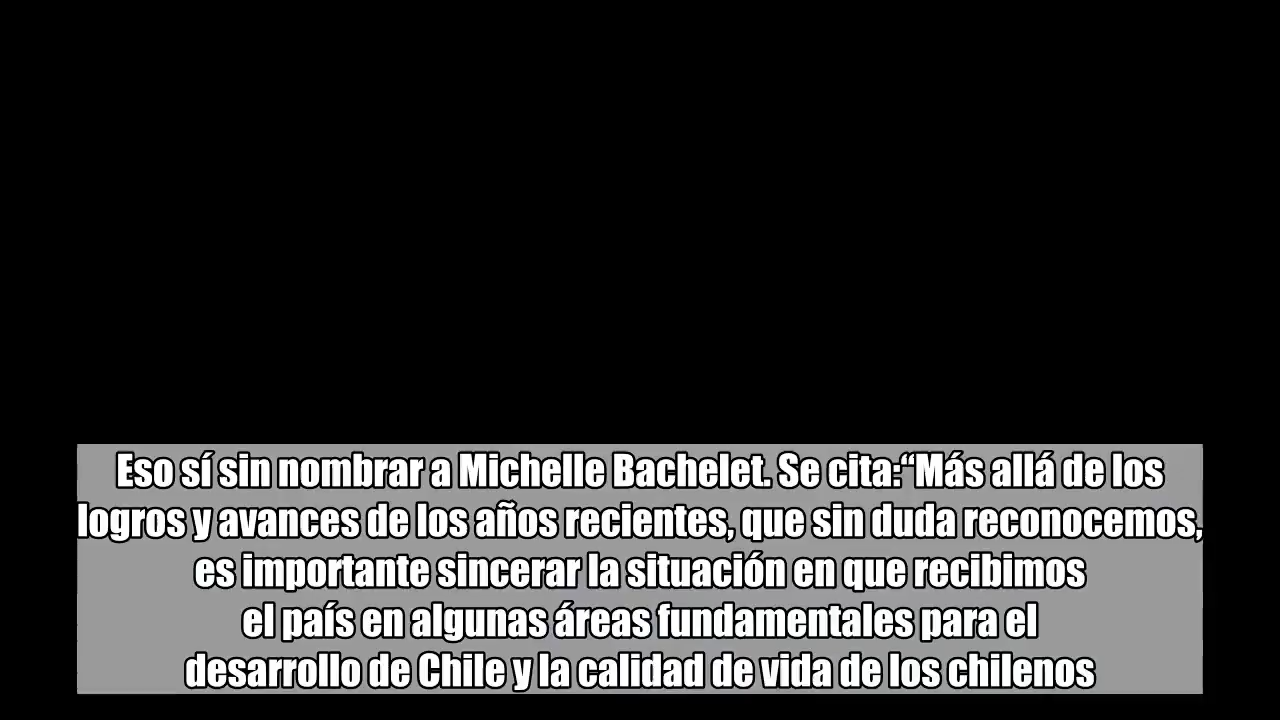 Eso sí sin nombrar a Michelle Bachelet. Se cita:“Más allá de los
logros y avances de los años recientes, que sin duda reconocemos,
es importante sincerar la situación en que recibimos
el país en algunas áreas fundamentales para el
desarrollo de Chile y la calidad de vida de los chilenos